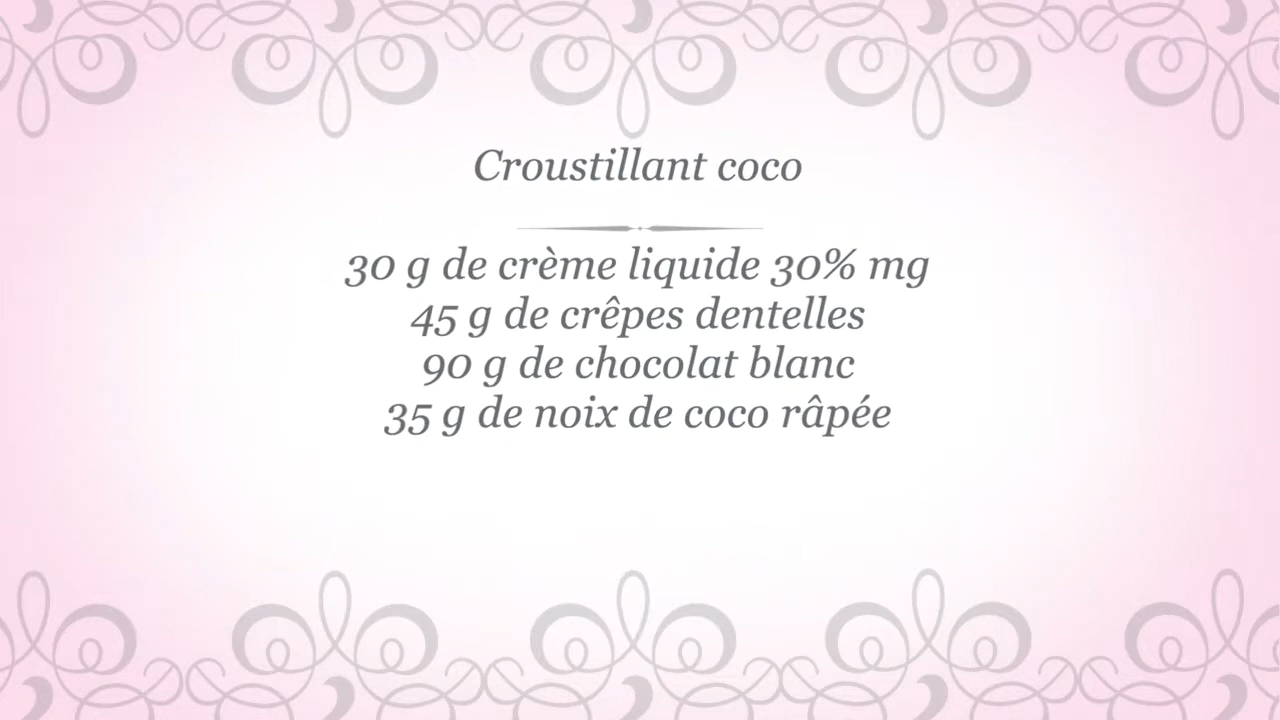 Croustillant coco
30 g de crème liquide 30% mg
45 g de crêpes dentelles
90 g de chocolat blanc
35 g de noix de coco râpée